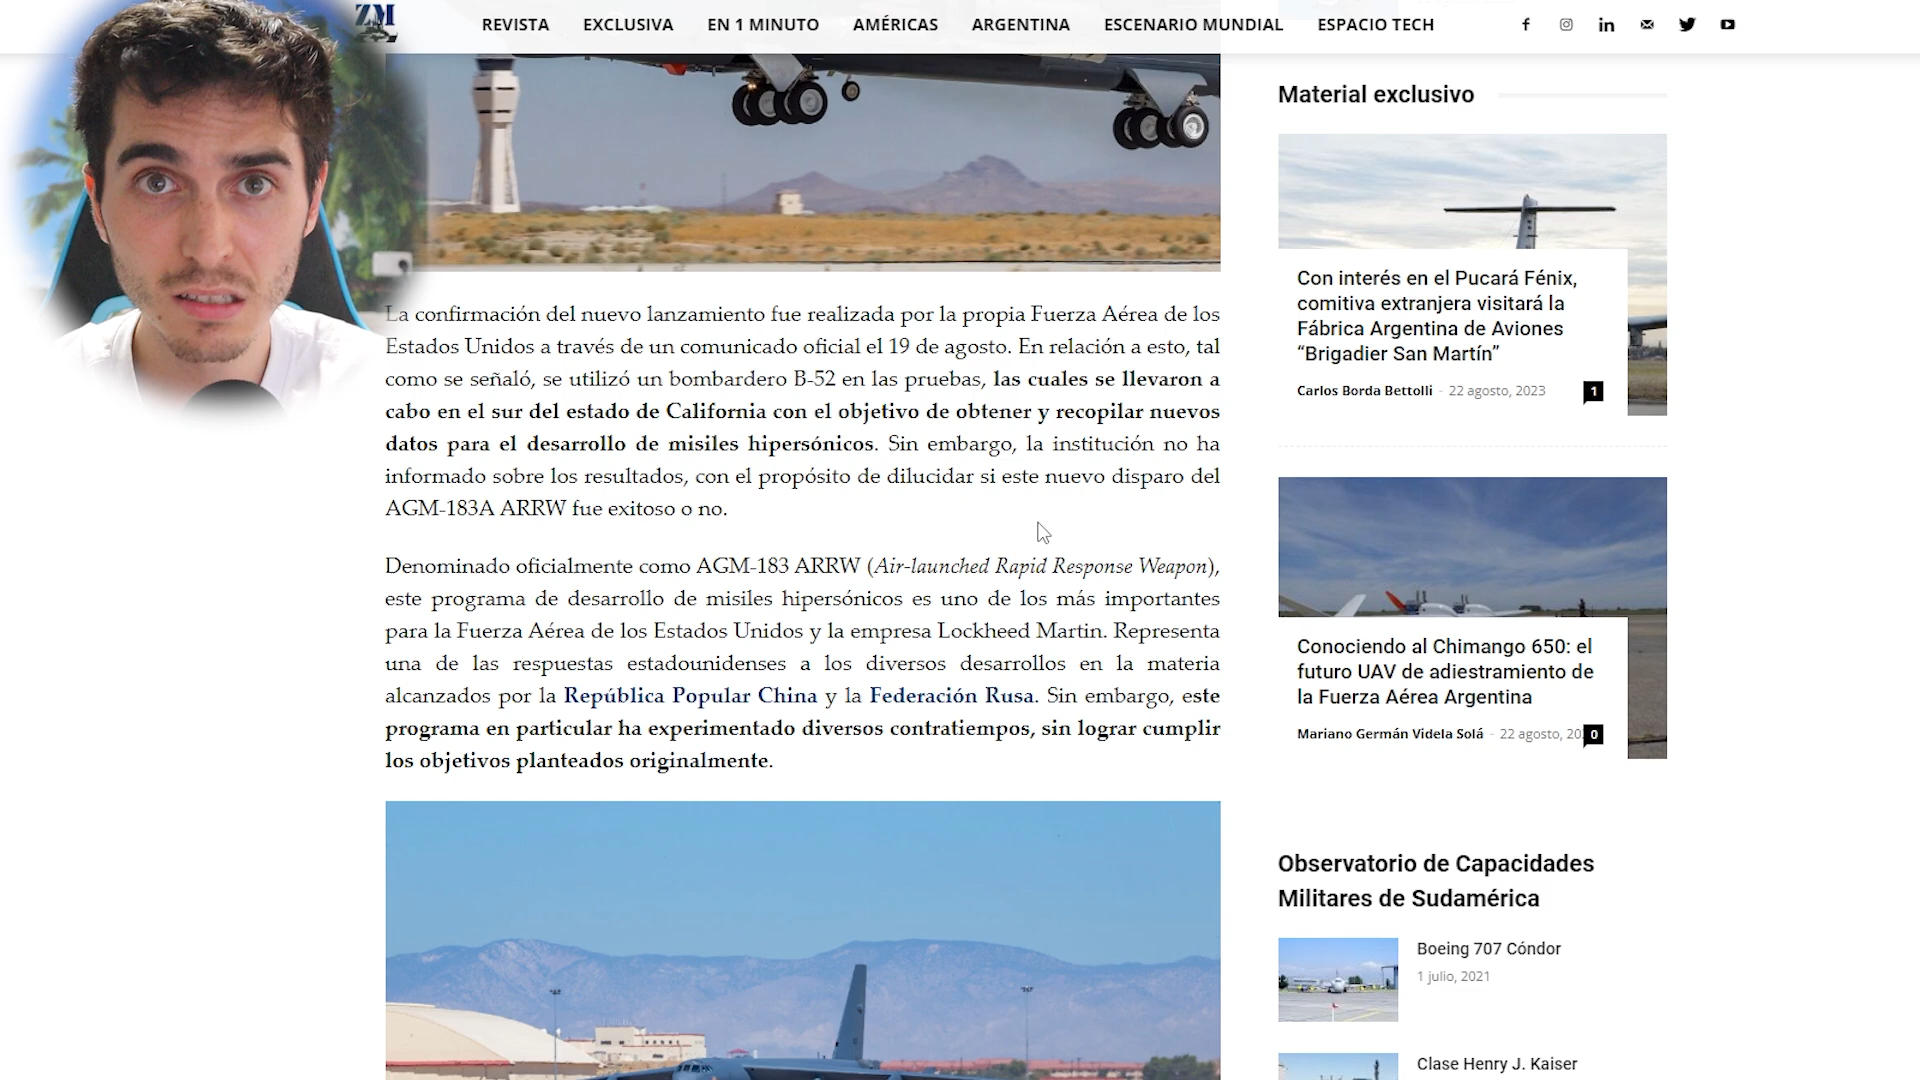 ZM
REVISTA
EXCLUSIVA
EN 1 MINUTO
AMÉRICAS
ARGENTINA
ESCENARIO MUNDIAL
ESPACIO TECH
La confirmación del nuevo lanzamiento fue realizada por la propia Fuerza Aérea de los
Estados Unidos a través de un comunicado oficial el 19 de agosto. En relación a esto, tal
como se señaló, se utilizó un bombardero B-52 en las pruebas, las cuales se llevaron a
cabo en el sur del estado de California con el objetivo de obtener y recopilar nuevos
datos para el desarrollo de misiles hipersónicos. Sin embargo, la institución no ha
informado sobre los resultados, con el propósito de dilucidar si este nuevo disparo del
AGM-183A ARRW fue exitoso o no.
Denominado oficialmente como AGM-183 ARRW (Air-launched Rapid Response Weapon),
este programa de desarrollo de misiles hipersónicos es uno de los más importantes
para la Fuerza Aérea de los Estados Unidos y la empresa Lockheed Martin. Representa
una de las respuestas estadounidenses a los diversos desarrollos en la materia
alcanzados por la República Popular China y la Federación Rusa. Sin embargo, este
programa en particular ha experimentado diversos contratiempos, sin lograr cumplir
los objetivos planteados originalmente.
Material exclusivo
Con interés en el Pucará Fénix,
comitiva extranjera visitará la
Fábrica Argentina de Aviones
“Brigadier San Martín”
Carlos Borda Bettolli - 22 agosto, 2023
1
Conociendo al Chimango 650: el
futuro UAV de adiestramiento de
la Fuerza Aérea Argentina
Mariano Germán Videla Solá - 22 agosto, 20
0
Observatorio de Capacidades
Militares de Sudamérica
Boeing 707 Cóndor
1 julio, 2021
Clase Henry J. Kaiser